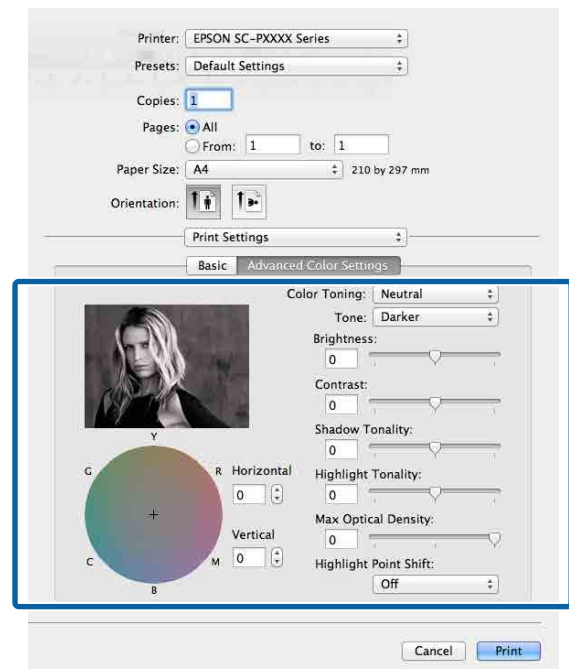 Printer: EPSON SC-PXXXX Series
Presets: Default Settings
Copies: 1
Pages: All
From: 1 to: 1
Paper Size: A4 210 by 297 mm
Orientation:
Print Settings
Basic Advanced Color Settings
Color Toning: Neutral
Tone: Darker
Brightness:
0
Contrast:
0
Shadow Tonality:
0
Highlight Tonality:
0
Max Optical Density:
0
Highlight Point Shift:
Off
Y
G R
C M
B
Horizontal
0
Vertical
0
Cancel Print